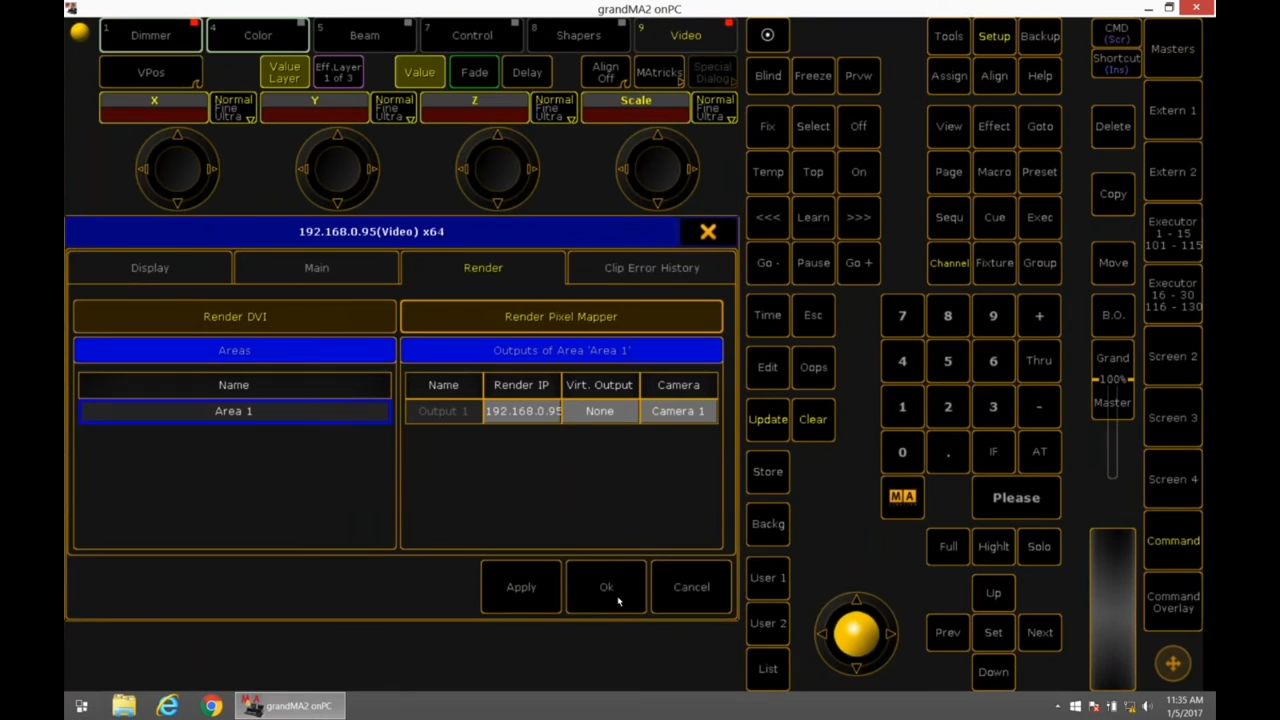 grandMA2 onPC
1 Dimmer
4 Color
5 Beam
7 Control
8 Shapers
9 Video
VPos
Value Layer
Eff.Layer 1 of 3
Value
Fade
Delay
Align Off
MAtricks
Special Dialog
X
Normal Fine Ultra
Y
Normal Fine Ultra
Z
Normal Fine Ultra
Scale
Normal Fine Ultra
192.168.0.95(Video) x64
Display
Main
Render
Clip Error History
Render DVI
Render Pixel Mapper
Areas
Outputs of Area 'Area 1'
Name
Area 1
Name Render IP Virt. Output Camera
Output 1 192.168.0.95 None Camera 1
Apply
Ok
Cancel
Blind Freeze Prvw
Fix Select Off
Temp Top On
<<< Learn >>>
Go - Pause Go +
Time Esc
Edit Oops
Update Clear
Store
Backg
User 1
User 2
List
Tools Setup Backup
Assign Align Help
View Effect Goto
Page Macro Preset
Sequ Cue Exec
Channel Fixture Group
7 8 9 +
4 5 6 Thru
1 2 3 -
0 . IF AT
MA Please
Full Highlt Solo
Up
Prev Set Next
Down
CMD
(Scr)
Shortcut
(Ins)
Delete
Copy
Move
B.O.
Grand
100%
Master
Masters
Extern 1
Extern 2
Executor
1 - 15
101 - 115
Executor
16 - 30
116 - 130
Screen 2
Screen 3
Screen 4
Command
Command
Overlay
grandMA2 onPC
11:35 AM
1/5/2017